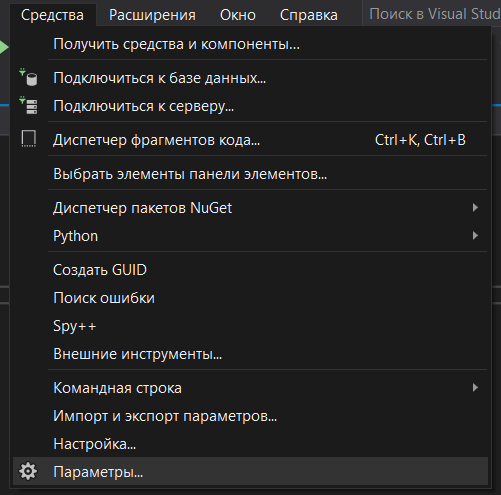 Средства Расширения Окно Справка Поиск в Visual Stud
Получить средства и компоненты...
Подключиться к базе данных...
Подключиться к серверу...
Диспетчер фрагментов кода... Ctrl+K, Ctrl+B
Выбрать элементы панели элементов...
Диспетчер пакетов NuGet
Python
Создать GUID
Поиск ошибки
Spy++
Внешние инструменты...
Командная строка
Импорт и экспорт параметров...
Настройка...
Параметры...